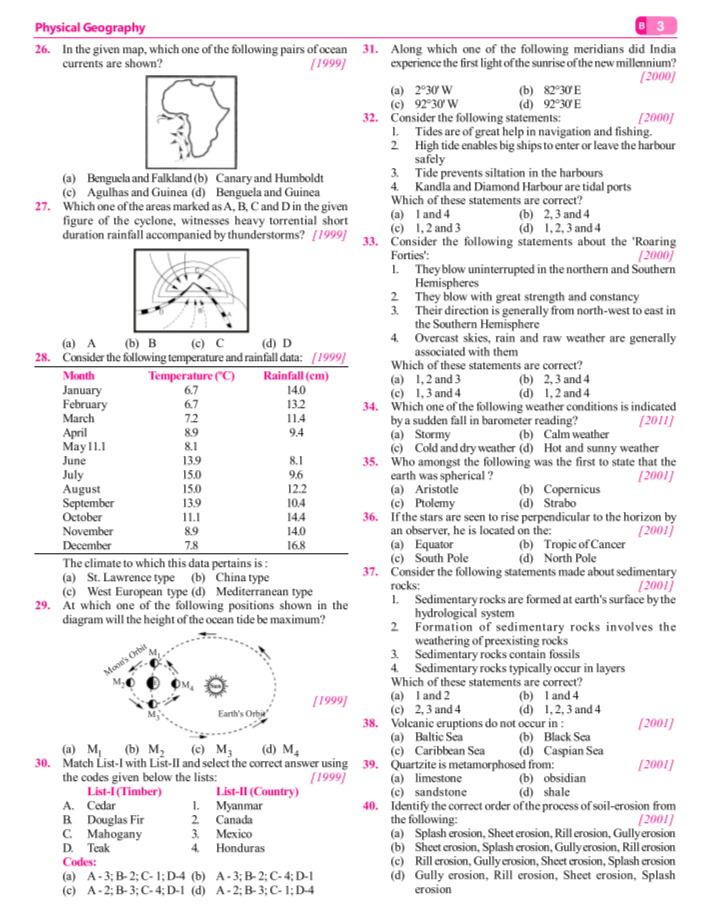 Physical Geography
B 3
26. In the given map, which one of the following pairs of ocean
currents are shown? [1999]
(a) Benguela and Falkland (b) Canary and Humboldt
(c) Agulhas and Guinea (d) Benguela and Guinea
27. Which one of the areas marked as A, B, C and D in the given
figure of the cyclone, witnesses heavy torrential short
duration rainfall accompanied by thunderstorms? [1999]
C
B
A
(a) A (b) B (c) C (d) D
28. Consider the following temperature and rainfall data: [1999]
Month Temperature (ºC) Rainfall (cm)
January 6.7 14.0
February 6.7 13.2
March 7.2 11.4
April 8.9 9.4
May11.1 8.1
June 13.9 8.1
July 15.0 9.6
August 15.0 12.2
September 13.9 10.4
October 11.1 14.4
November 8.9 14.0
December 7.8 16.8
The climate to which this data pertains is :
(a) St. Lawrence type (b) China type
(c) West European type (d) Mediterranean type
29. At which one of the following positions shown in the
diagram will the height of the ocean tide be maximum?
Moon's Orbit
M1
M2 E M4 Sun
M3 Earth's Orbit
[1999]
(a) M1 (b) M2 (c) M3 (d) M4
30. Match List-I with List-II and select the correct answer using
the codes given below the lists: [1999]
List-I (Timber) List-II (Country)
A. Cedar 1. Myanmar
B. Douglas Fir 2. Canada
C. Mahogany 3. Mexico
D. Teak 4. Honduras
Codes:
(a) A - 3; B- 2; C- 1; D-4 (b) A - 3; B- 2; C- 4; D-1
(c) A - 2; B- 3; C- 4; D-1 (d) A - 2; B- 3; C- 1; D-4
31. Along which one of the following meridians did India
experience the first light of the sunrise of the new millennium?
[2000]
(a) 2°30' W (b) 82°30' E
(c) 92°30' W (d) 92°30' E
32. Consider the following statements: [2000]
1. Tides are of great help in navigation and fishing.
2. High tide enables big ships to enter or leave the harbour
safely
3. Tide prevents siltation in the harbours
4. Kandla and Diamond Harbour are tidal ports
Which of these statements are correct?
(a) 1 and 4 (b) 2, 3 and 4
(c) 1, 2 and 3 (d) 1, 2, 3 and 4
33. Consider the following statements about the 'Roaring
Forties': [2000]
1. They blow uninterrupted in the northern and Southern
Hemispheres
2. They blow with great strength and constancy
3. Their direction is generally from north-west to east in
the Southern Hemisphere
4. Overcast skies, rain and raw weather are generally
associated with them
Which of these statements are correct?
(a) 1, 2 and 3 (b) 2, 3 and 4
(c) 1, 3 and 4 (d) 1, 2 and 4
34. Which one of the following weather conditions is indicated
by a sudden fall in barometer reading? [2011]
(a) Stormy (b) Calm weather
(c) Cold and dry weather (d) Hot and sunny weather
35. Who amongst the following was the first to state that the
earth was spherical ? [2001]
(a) Aristotle (b) Copernicus
(c) Ptolemy (d) Strabo
36. If the stars are seen to rise perpendicular to the horizon by
an observer, he is located on the: [2001]
(a) Equator (b) Tropic of Cancer
(c) South Pole (d) North Pole
37. Consider the following statements made about sedimentary
rocks: [2001]
1. Sedimentary rocks are formed at earth's surface by the
hydrological system
2. Formation of sedimentary rocks involves the
weathering of preexisting rocks
3. Sedimentary rocks contain fossils
4. Sedimentary rocks typically occur in layers
Which of these statements are correct?
(a) 1 and 2 (b) 1 and 4
(c) 2, 3 and 4 (d) 1, 2, 3 and 4
38. Volcanic eruptions do not occur in : [2001]
(a) Baltic Sea (b) Black Sea
(c) Caribbean Sea (d) Caspian Sea
39. Quartzite is metamorphosed from: [2001]
(a) limestone (b) obsidian
(c) sandstone (d) shale
40. Identify the correct order of the process of soil-erosion from
the following: [2001]
(a) Splash erosion, Sheet erosion, Rill erosion, Gully erosion
(b) Sheet erosion, Splash erosion, Gully erosion, Rill erosion
(c) Rill erosion, Gully erosion, Sheet erosion, Splash erosion
(d) Gully erosion, Rill erosion, Sheet erosion, Splash
erosion